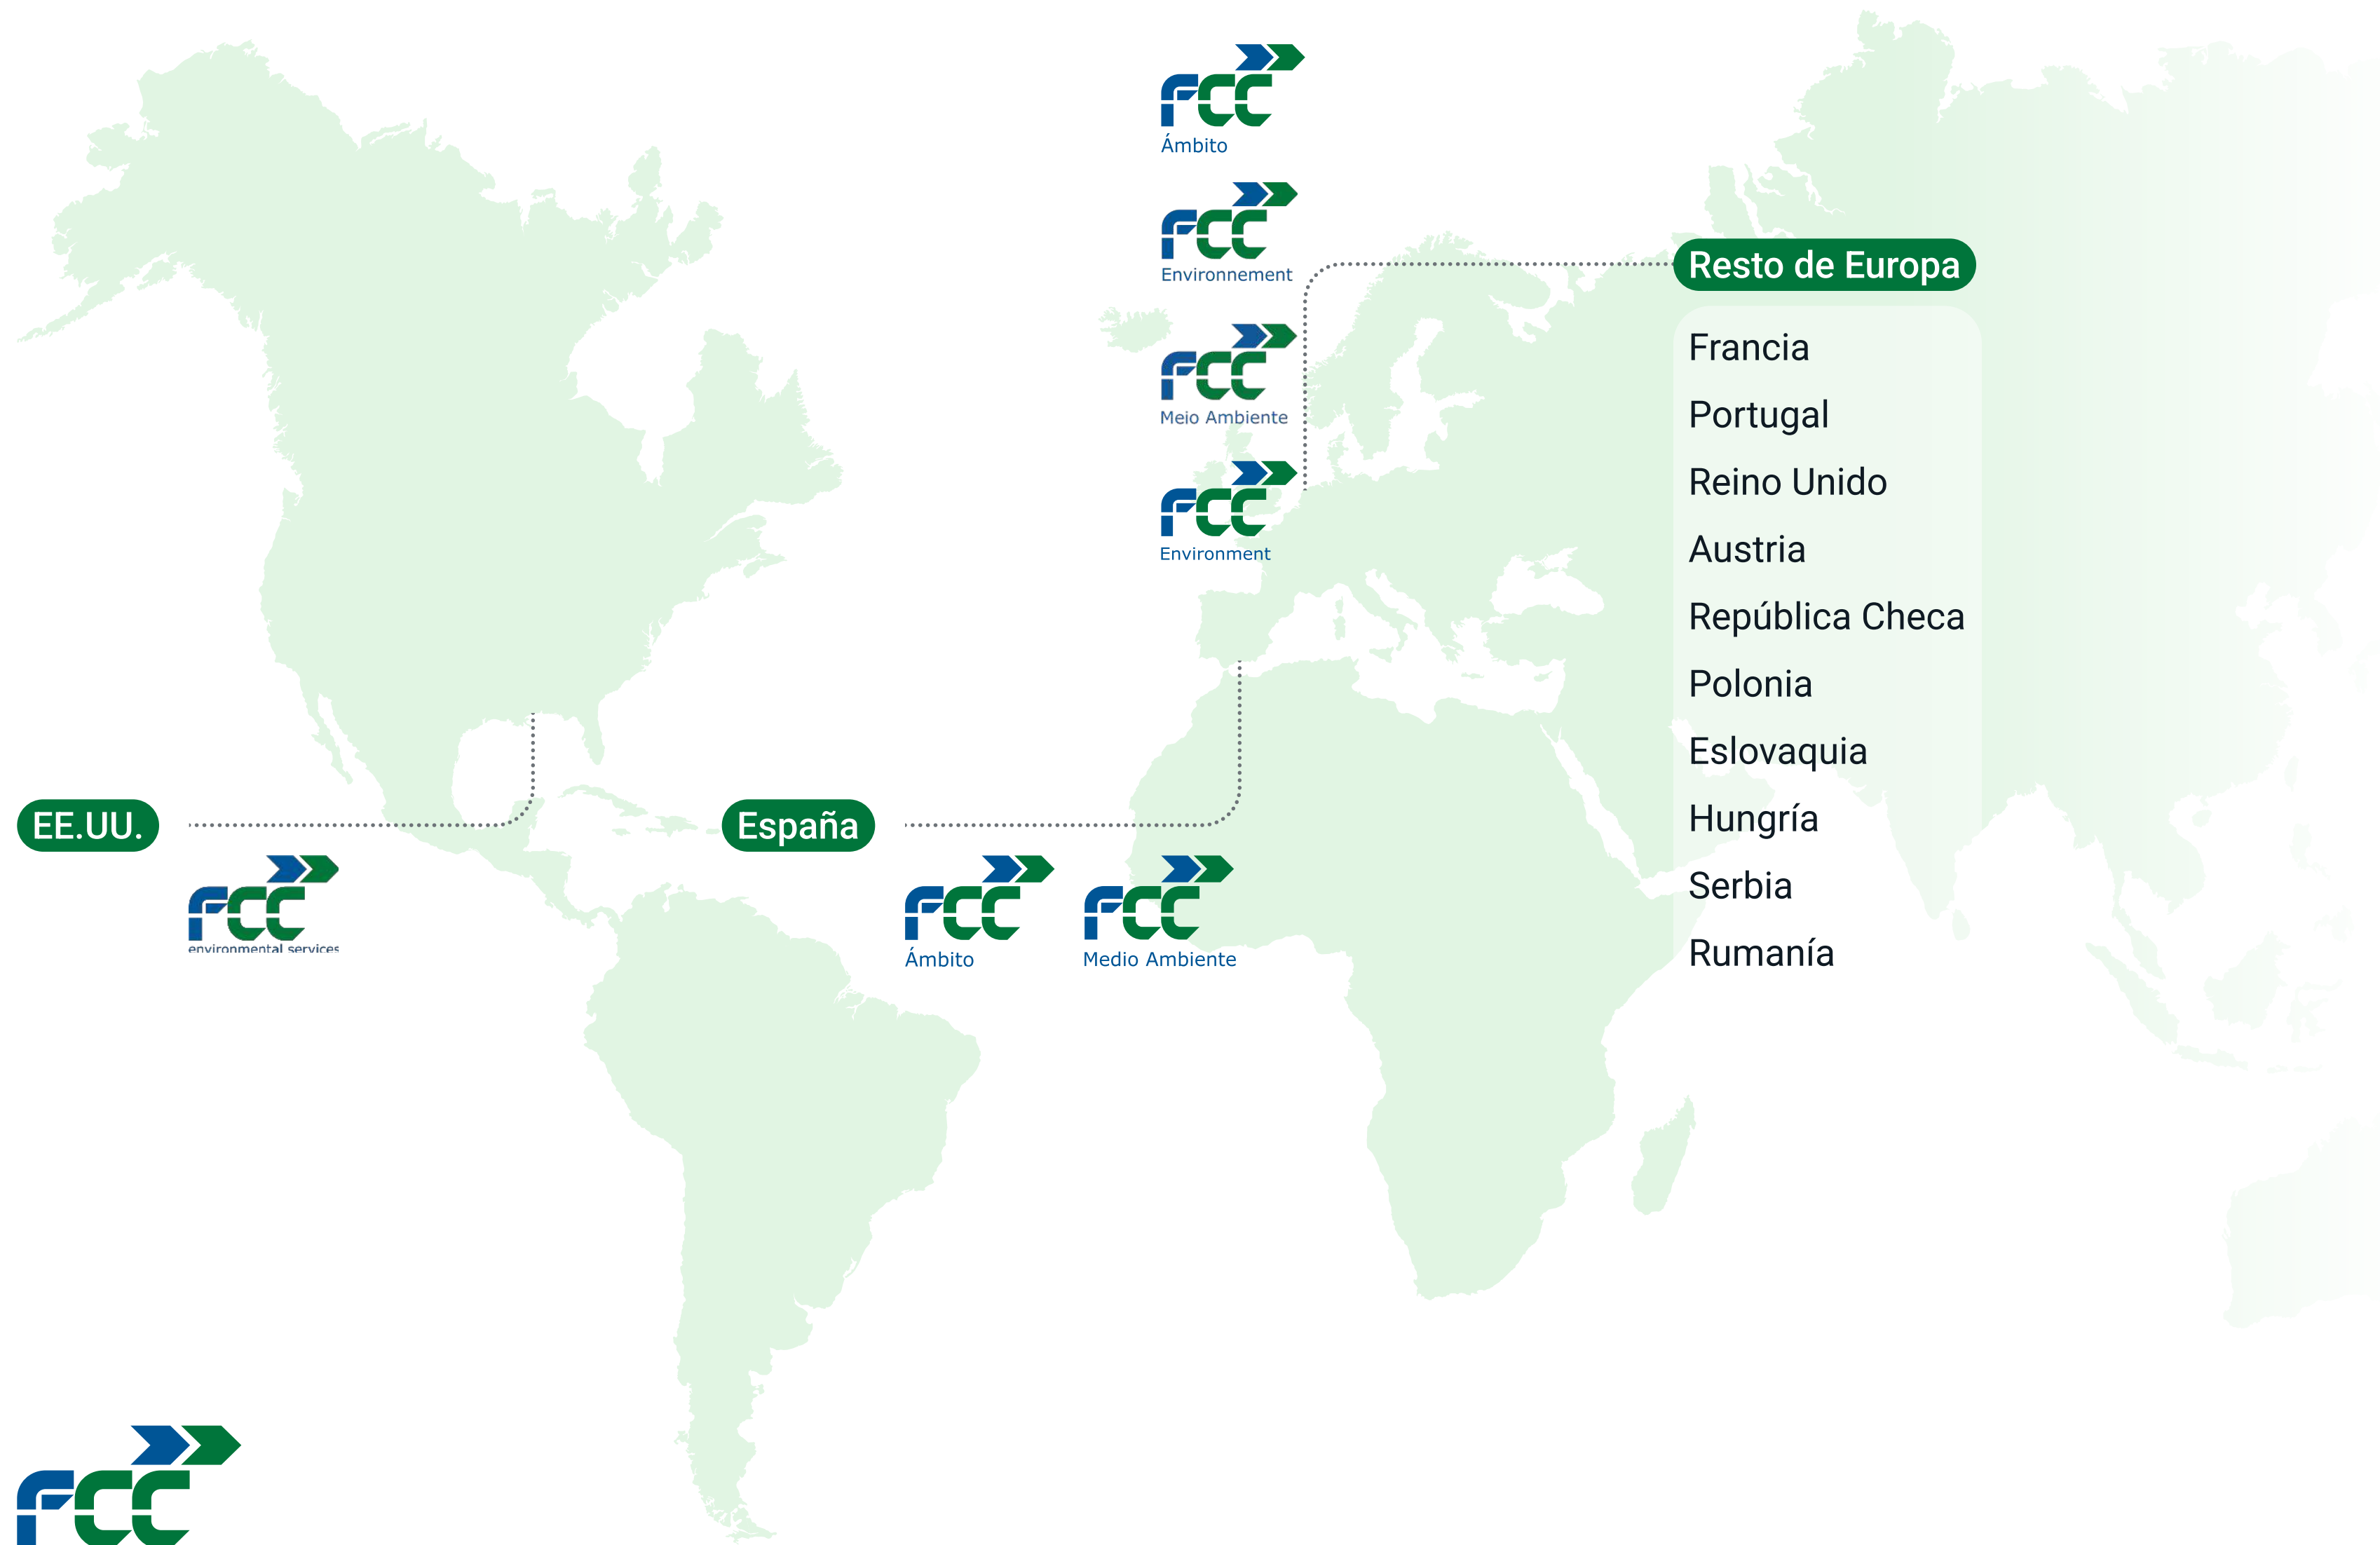 FCC
Ámbito
FCC
Environnement
FCC
Meio Ambiente
FCC
Environment
Resto de Europa
Francia
Portugal
Reino Unido
Austria
República Checa
Polonia
Eslovaquia
Hungría
Serbia
Rumanía
EE.UU.
FCC
environmental services
España
FCC
Ámbito
FCC
Medio Ambiente
FCC